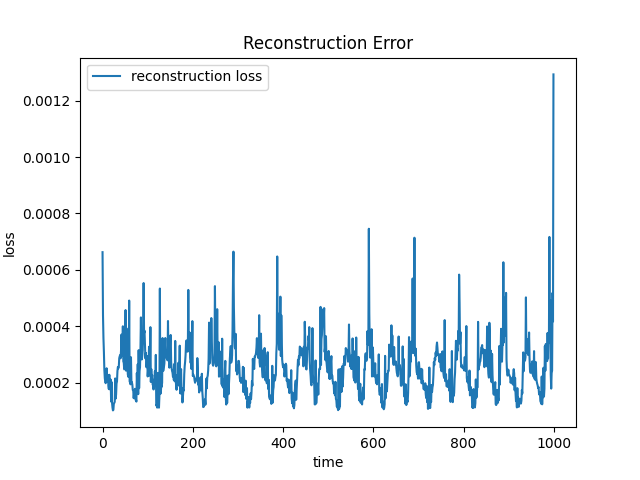 Reconstruction Error
reconstruction loss
0.0012
0.0010
0.0008
0.0006
0.0004
0.0002
loss
0 200 400 600 800 1000
time